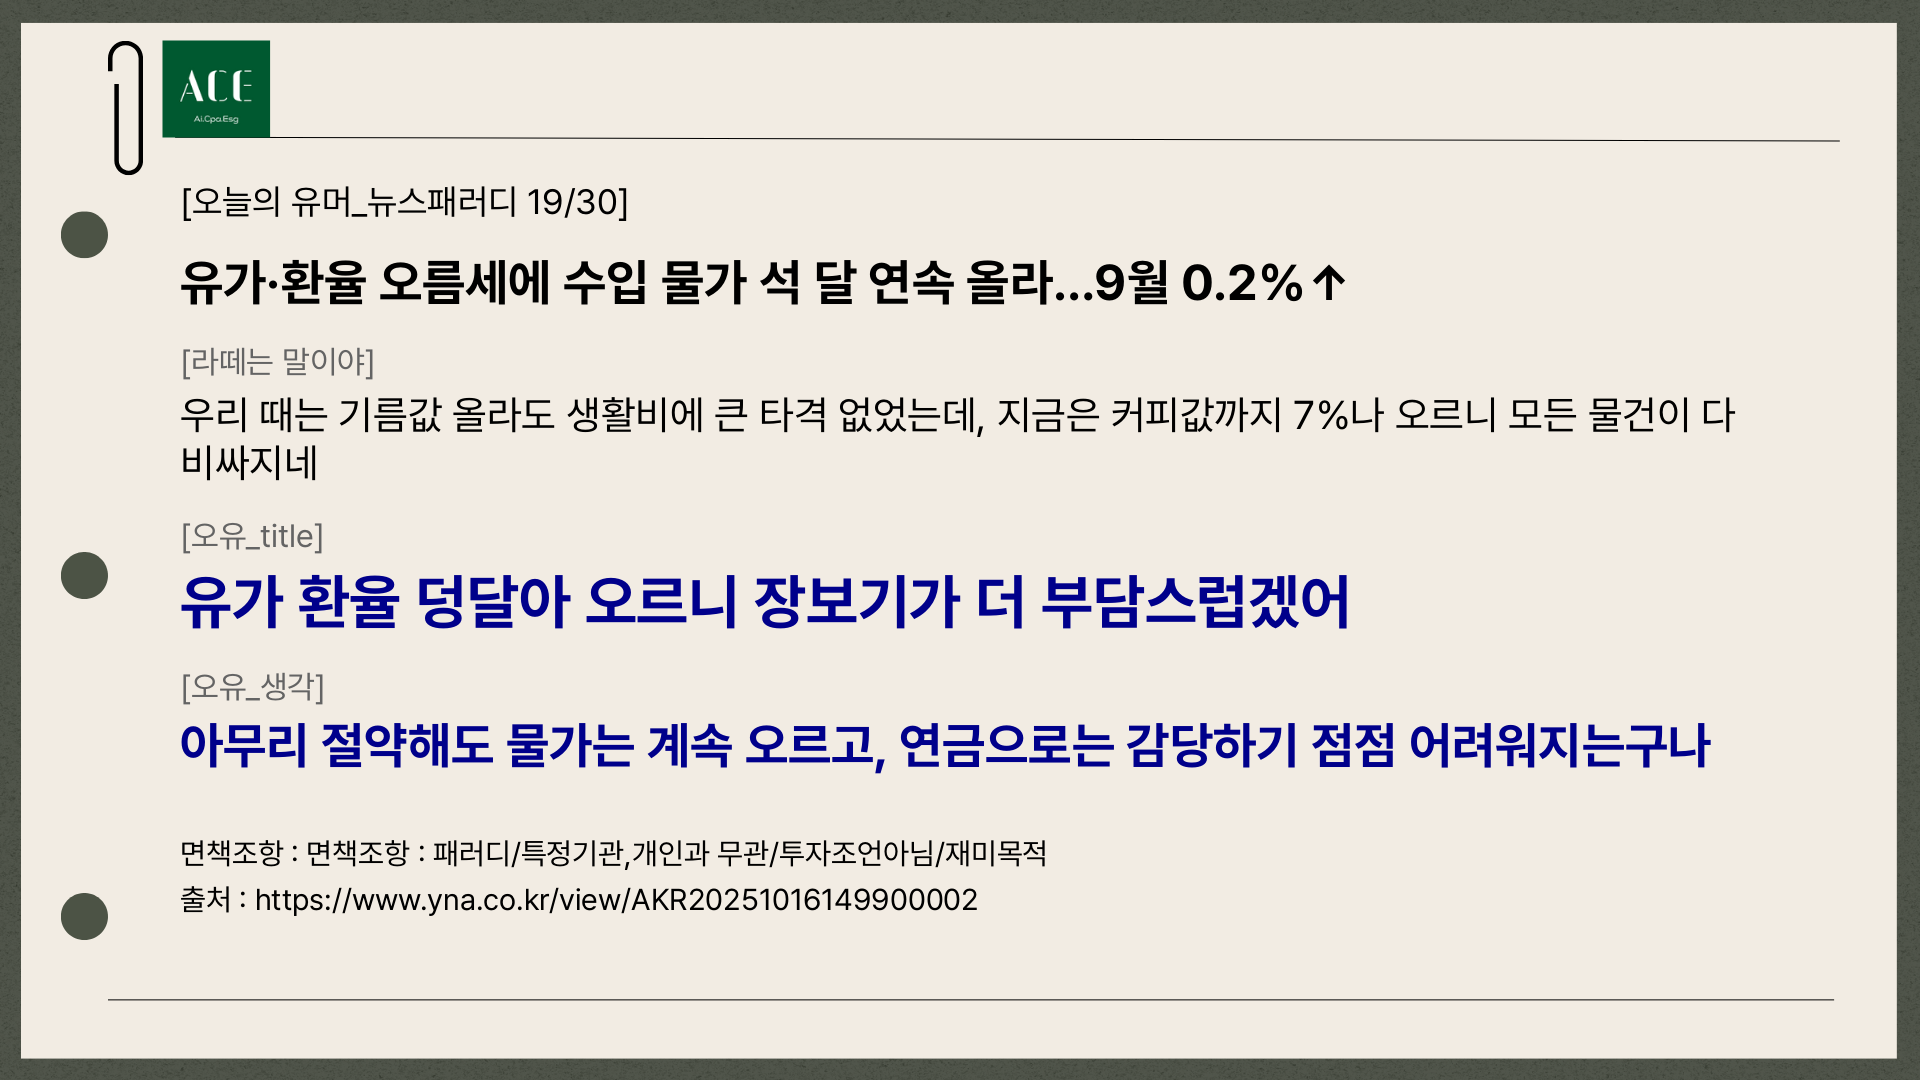 ACE
Ai.Cpa.Esg
[오늘의 유머_뉴스패러디 19/30]
유가·환율 오름세에 수입 물가 석 달 연속 올라...9월 0.2%↑
[라떼는 말이야]
우리 때는 기름값 올라도 생활비에 큰 타격 없었는데, 지금은 커피값까지 7%나 오르니 모든 물건이 다
비싸지네
[오유_title]
유가 환율 덩달아 오르니 장보기가 더 부담스럽겠어
[오유_생각]
아무리 절약해도 물가는 계속 오르고, 연금으로는 감당하기 점점 어려워지는구나
면책조항 : 면책조항 : 패러디/특정기관,개인과 무관/투자조언아님/재미목적
출처 : https://www.yna.co.kr/view/AKR20251016149900002